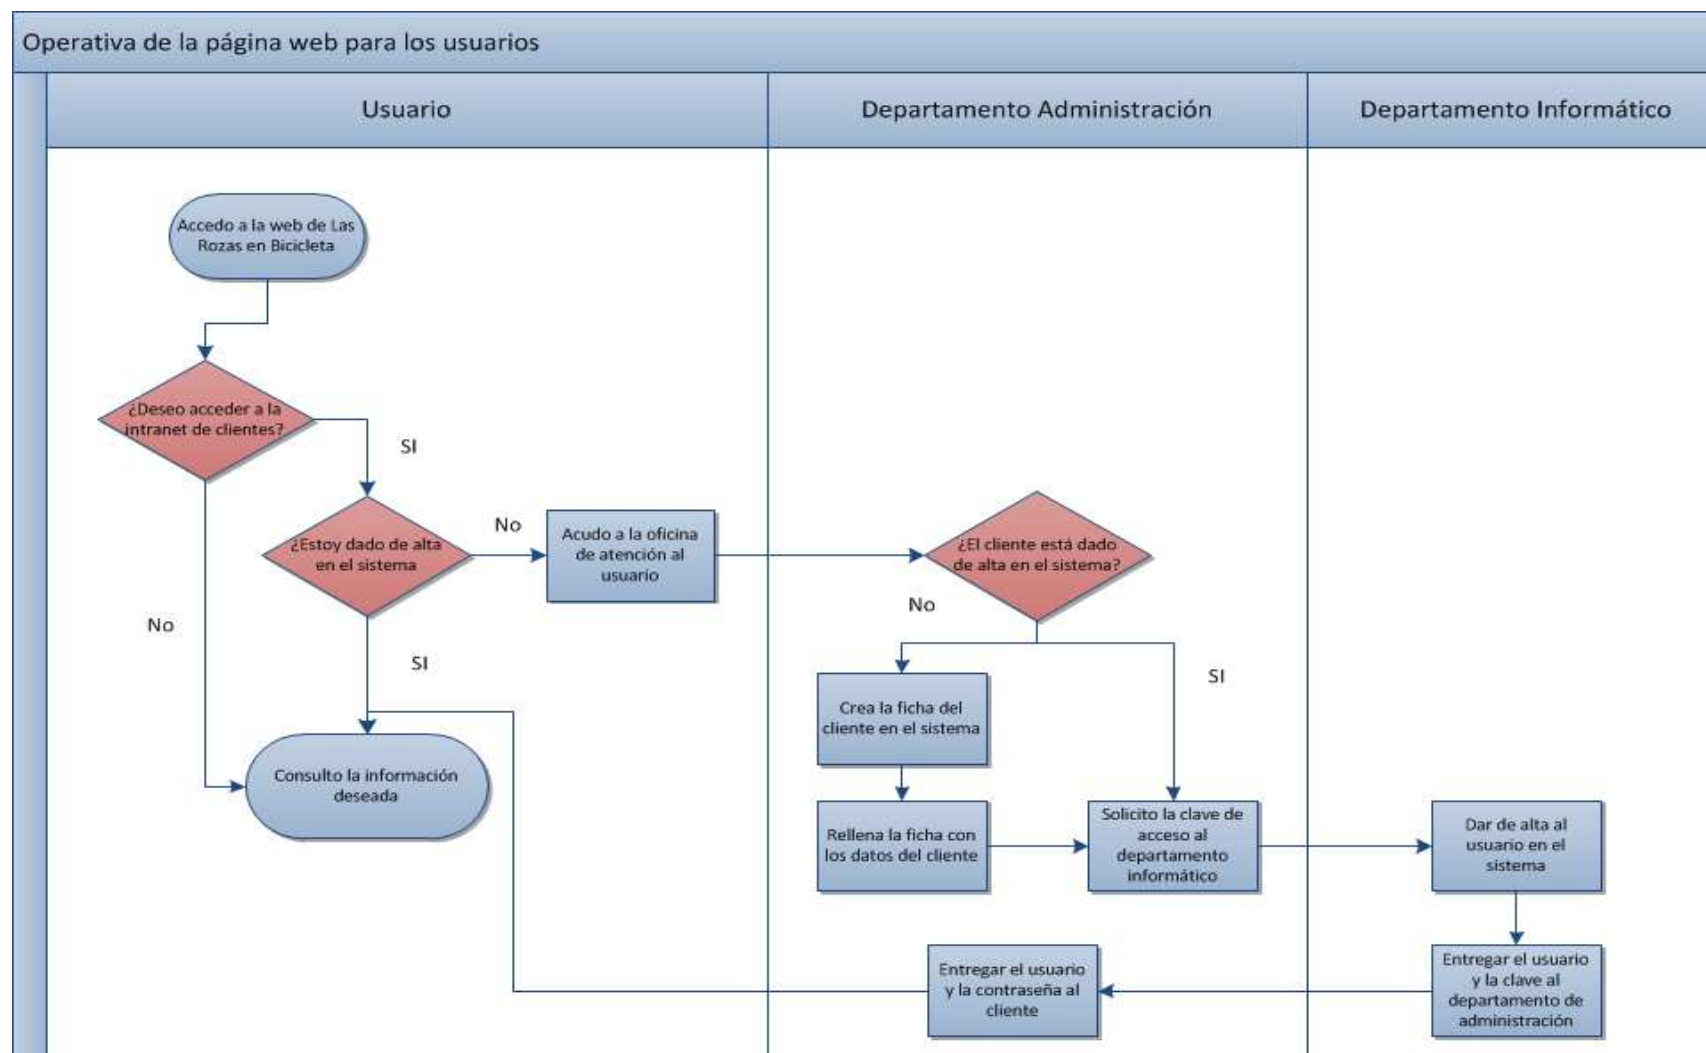 Operativa de la página web para los usuarios
Usuario
Departamento Administración
Departamento Informático
Accedo a la web de Las
Rozas en Bicicleta
¿Deseo acceder a la
intranet de clientes?
SI
No
¿Estoy dado de alta
en el sistema
No
SI
Acudo a la oficina
de atención al
usuario
Consulto la información
deseada
¿El cliente está dado
de alta en el sistema?
No
SI
Crea la ficha del
cliente en el sistema
Rellena la ficha con
los datos del cliente
Solicito la clave de
acceso al
departamento
informático
Dar de alta al
usuario en el
sistema
Entregar el usuario
y la clave al
departamento de
administración
Entregar el usuario
y la contraseña al
cliente